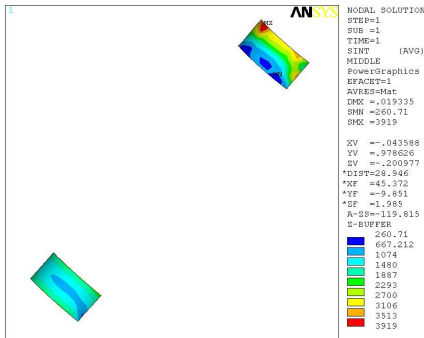 1
ANSYS
NODAL SOLUTION
STEP=1
SUB =1
TIME=1
SINT (AVG)
MIDDLE
PowerGraphics
EFACET=1
AVRES=Mat
DMX =.019335
SMN =260.71
SMX =3919
XV =-.043588
YV =.978626
ZV =-.200977
*DIST=28.946
*XF =45.372
*YF =-9.851
*ZF =1.985
A-ZS=-119.815
Z-BUFFER
260.71
667.212
1074
1480
1887
2293
2700
3106
3513
3919
MX